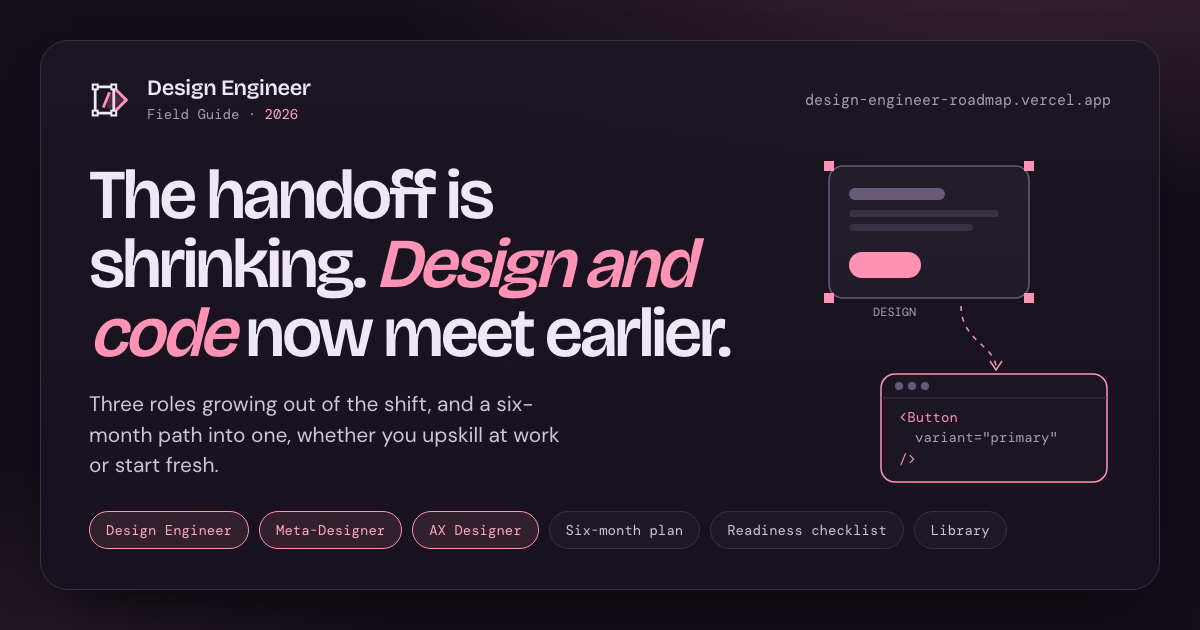 Design Engineer
Field Guide · 2026
design-engineer-roadmap.vercel.app
The handoff is
shrinking. Design and
code now meet earlier.
Three roles growing out of the shift, and a six-
month path into one, whether you upskill at work
or start fresh.
DESIGN
<Button
variant="primary"
/>
Design Engineer
Meta-Designer
AX Designer
Six-month plan
Readiness checklist
Library